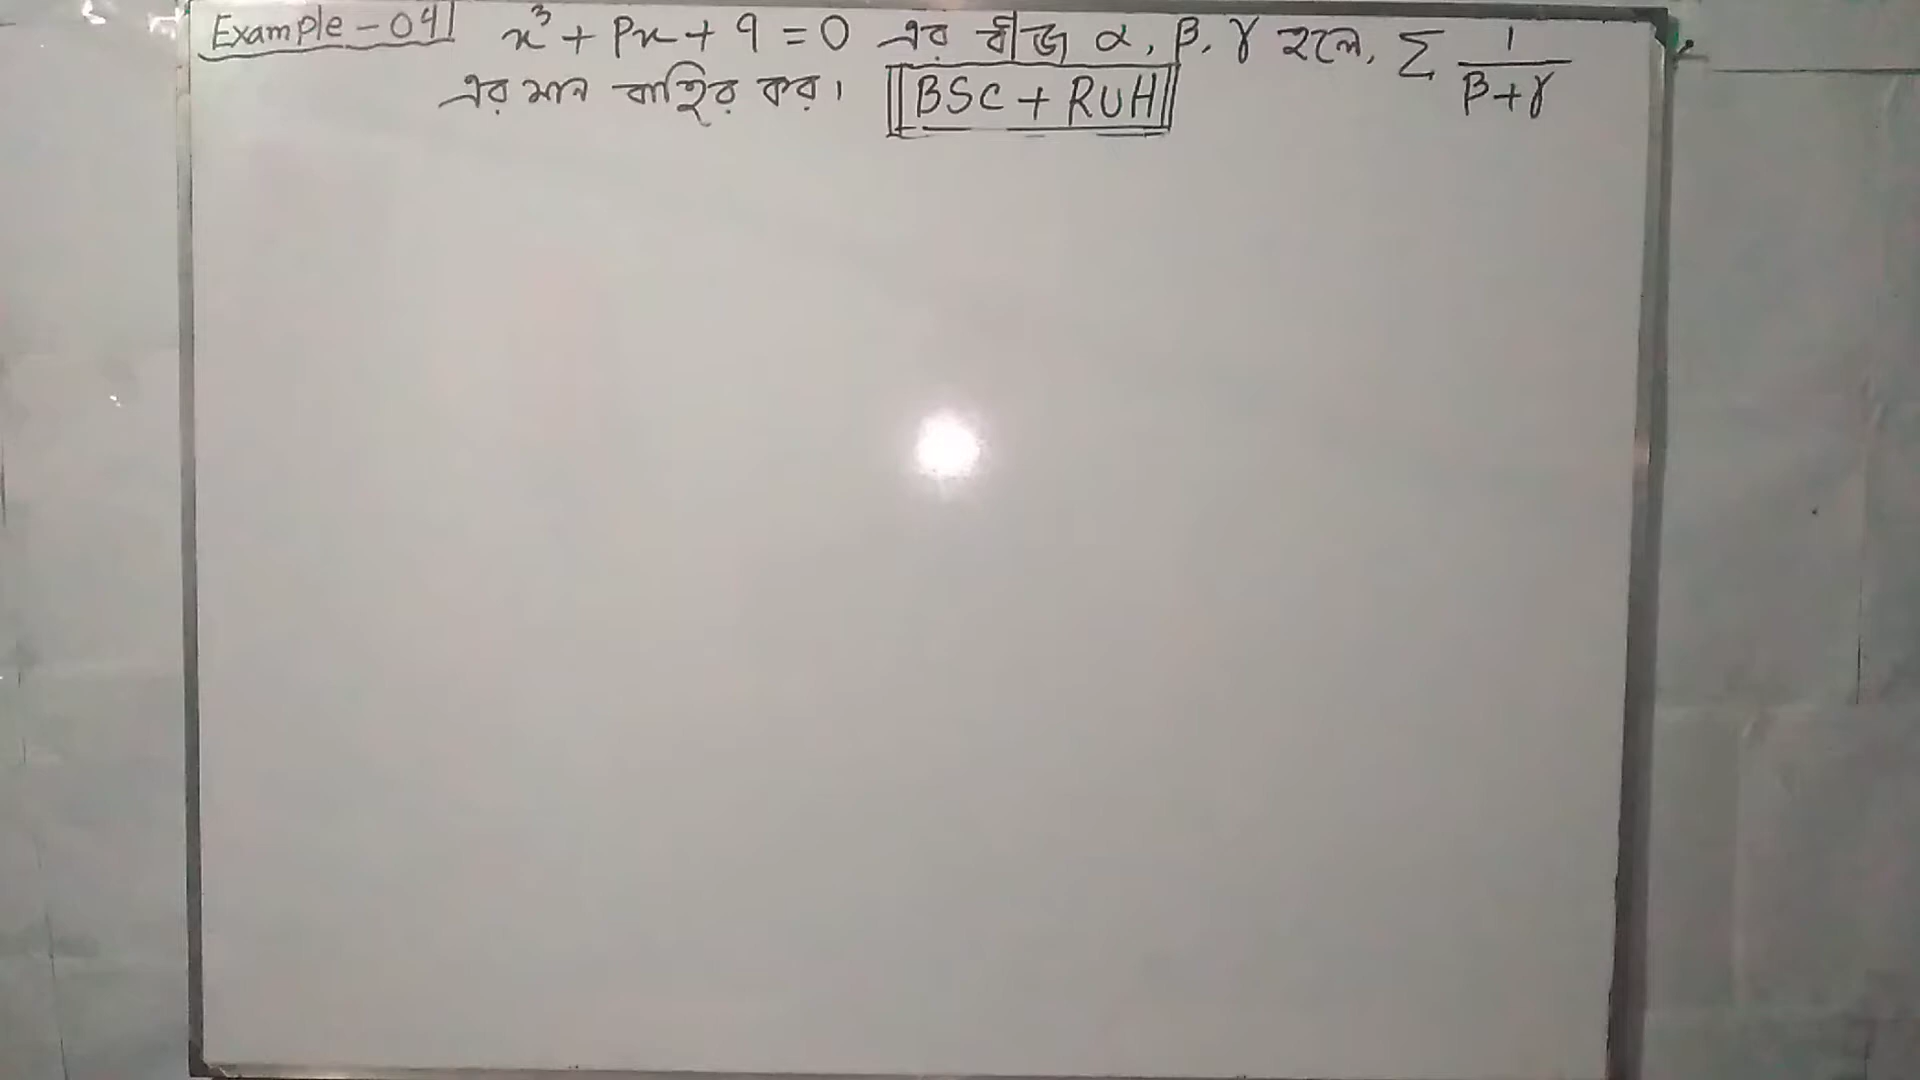 Example-04| x³ + Px + q = 0 এর বীজ α, β, γ হলে, Σ 1/(β+γ)
এর মান বাহির কর। ||BSC + RUH||